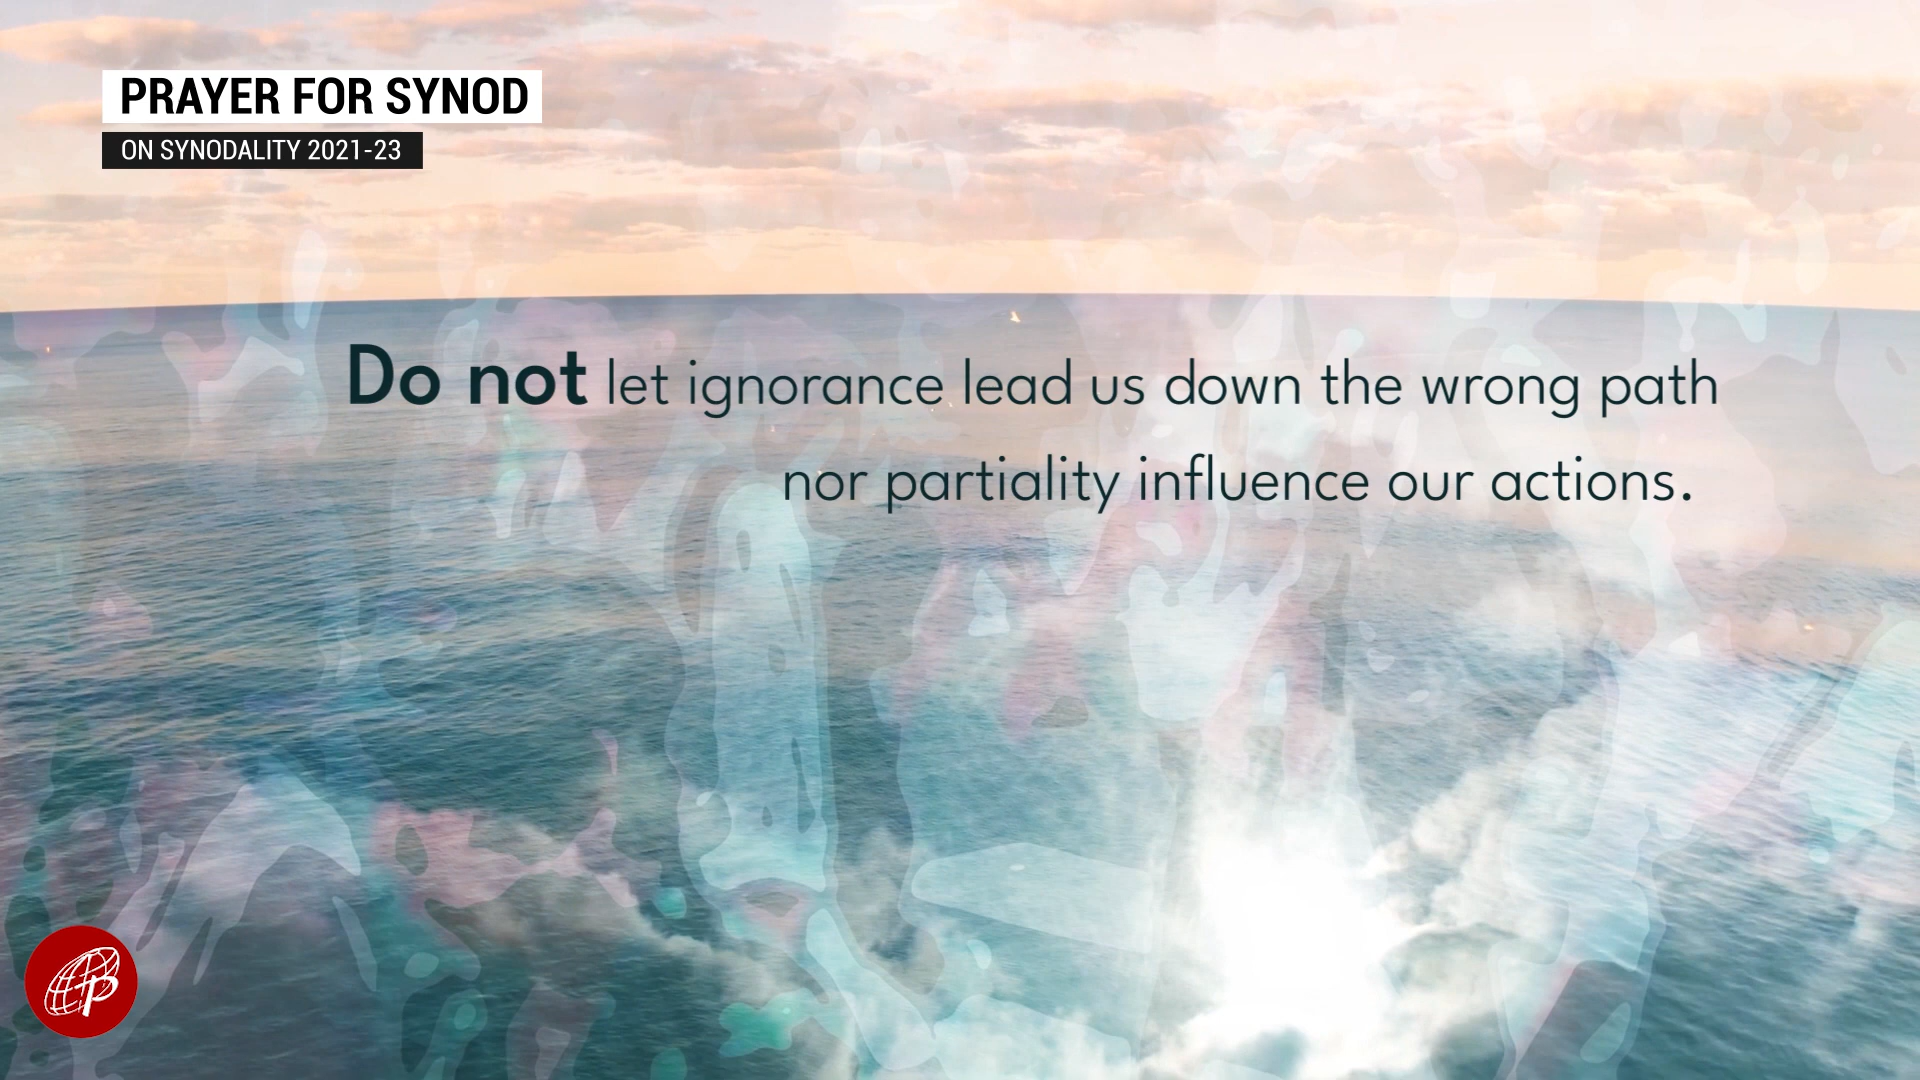 PRAYER FOR SYNOD
ON SYNODALITY 2021-23
Do not let ignorance lead us down the wrong path
nor partiality influence our actions.
p